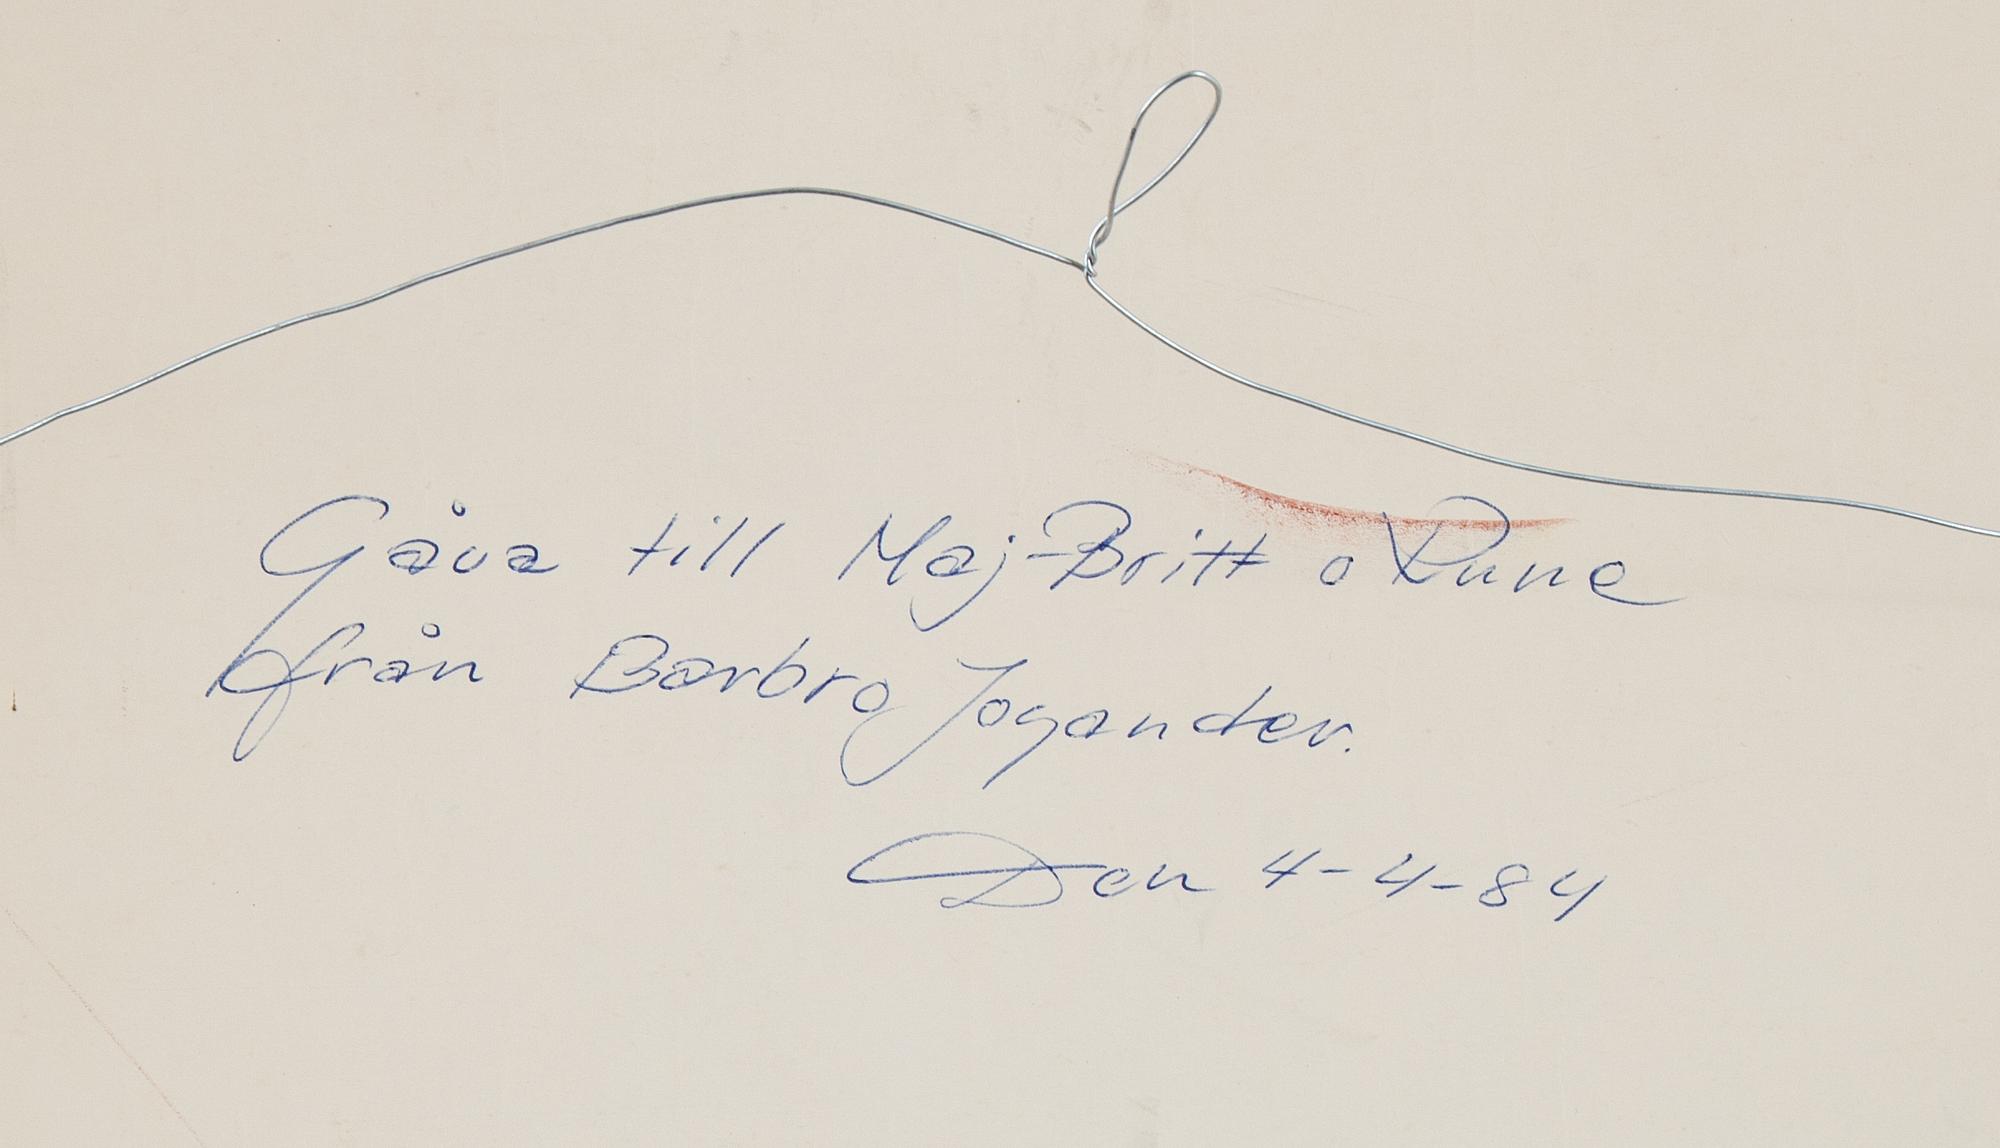 Gåva till Maj-Britt o Rune
från Barbro Jogander.
Den 4-4-84